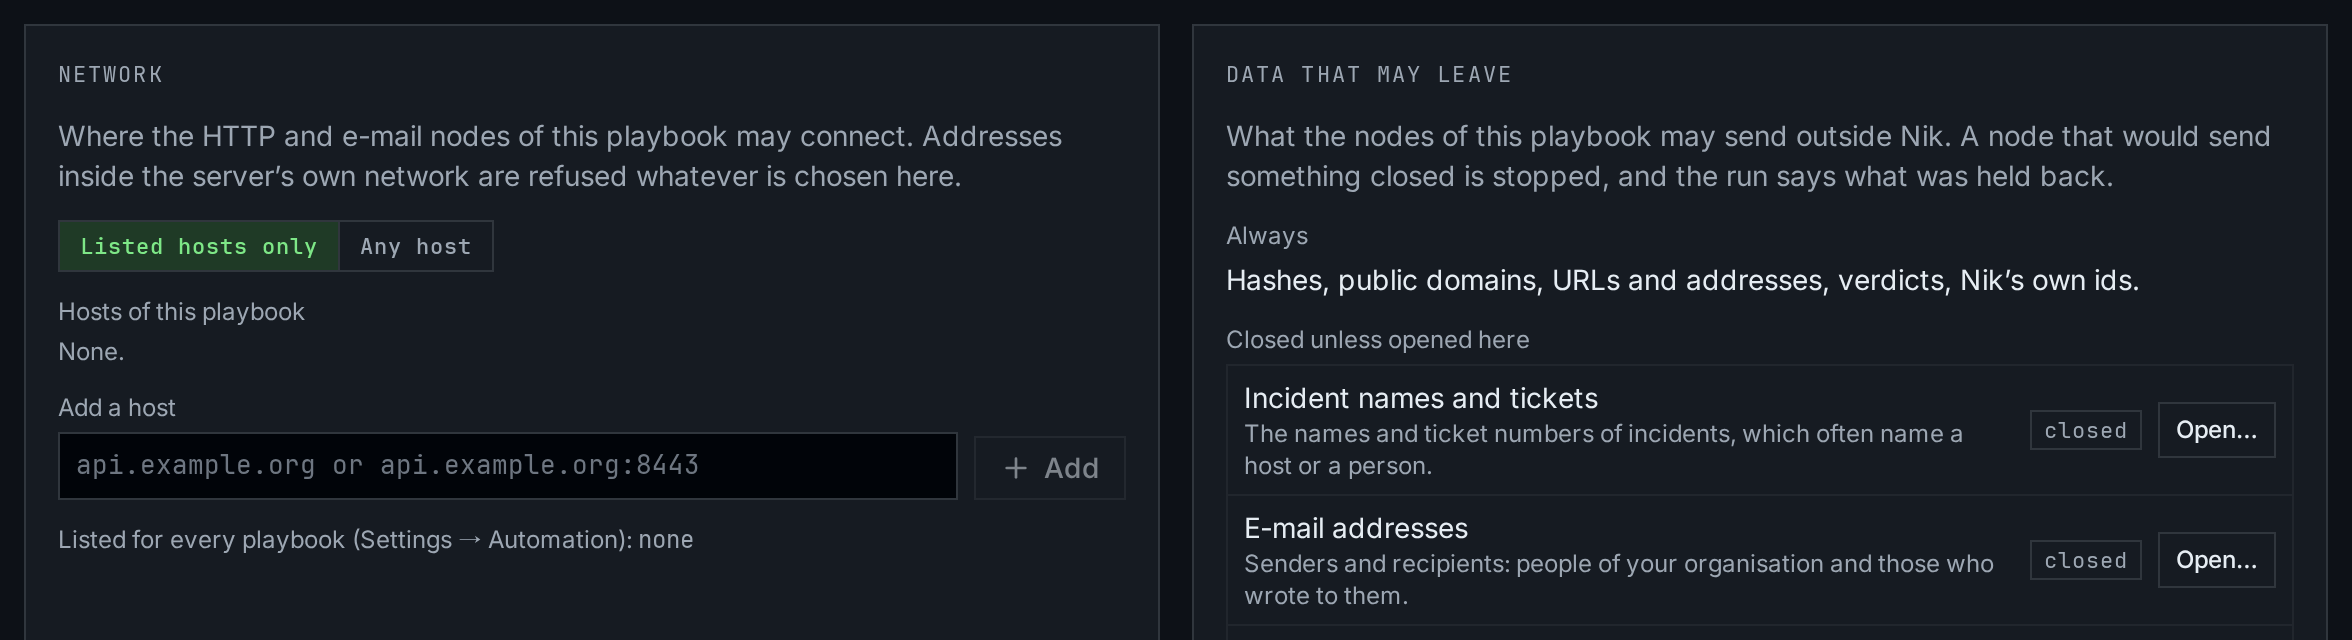 NETWORK
Where the HTTP and e-mail nodes of this playbook may connect. Addresses
inside the server’s own network are refused whatever is chosen here.
Listed hosts only
Any host
Hosts of this playbook
None.
Add a host
api.example.org or api.example.org:8443
+ Add
Listed for every playbook (Settings → Automation): none
DATA THAT MAY LEAVE
What the nodes of this playbook may send outside Nik. A node that would send
something closed is stopped, and the run says what was held back.
Always
Hashes, public domains, URLs and addresses, verdicts, Nik’s own ids.
Closed unless opened here
Incident names and tickets
The names and ticket numbers of incidents, which often name a
host or a person.
closed
Open...
E-mail addresses
Senders and recipients: people of your organisation and those who
wrote to them.
closed
Open...